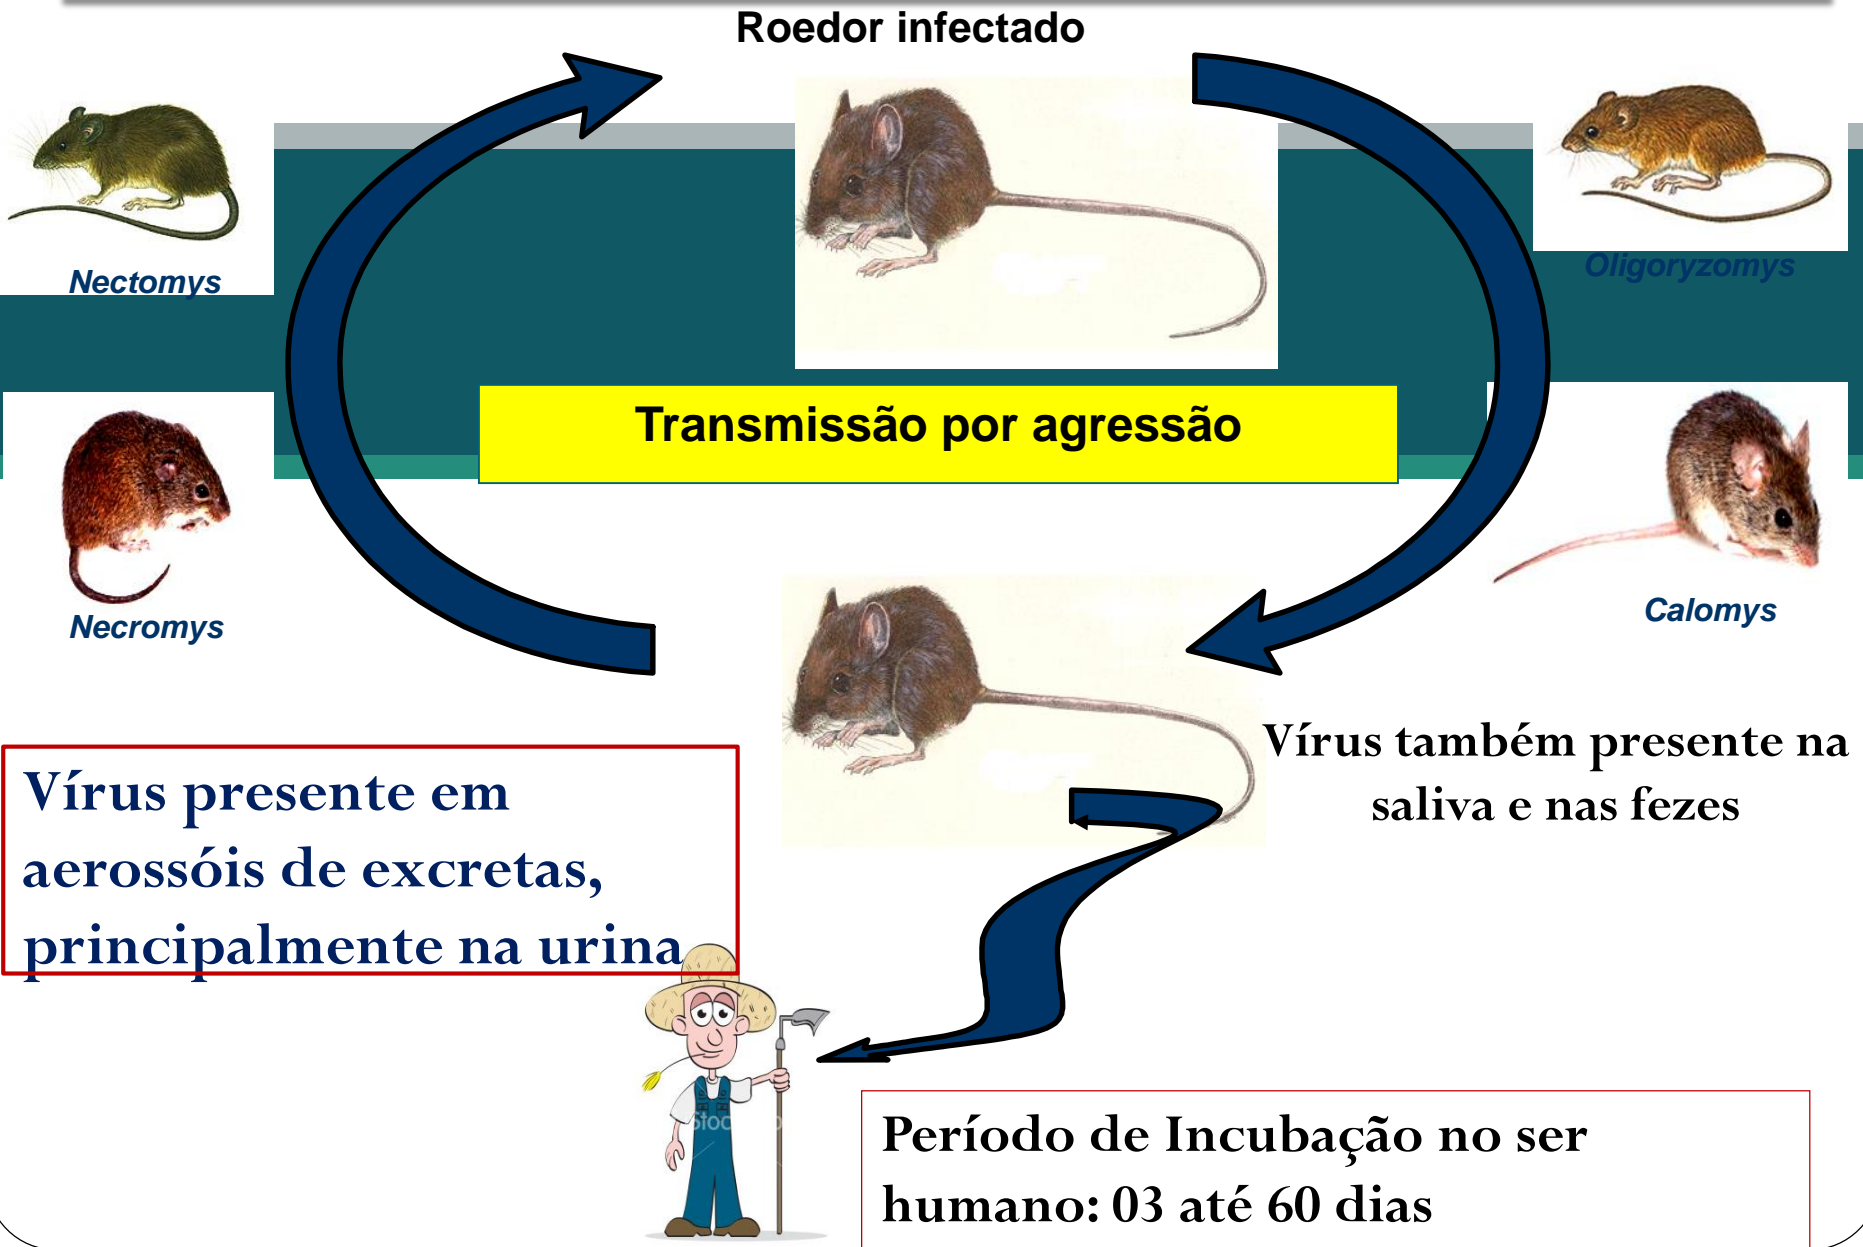 Roedor infectado
Nectomys
Oligoryzomys
Transmissão por agressão
Necromys
Calomys
Vírus também presente na
saliva e nas fezes
Vírus presente em
aerossóis de excretas,
principalmente na urina
Período de Incubação no ser
humano: 03 até 60 dias